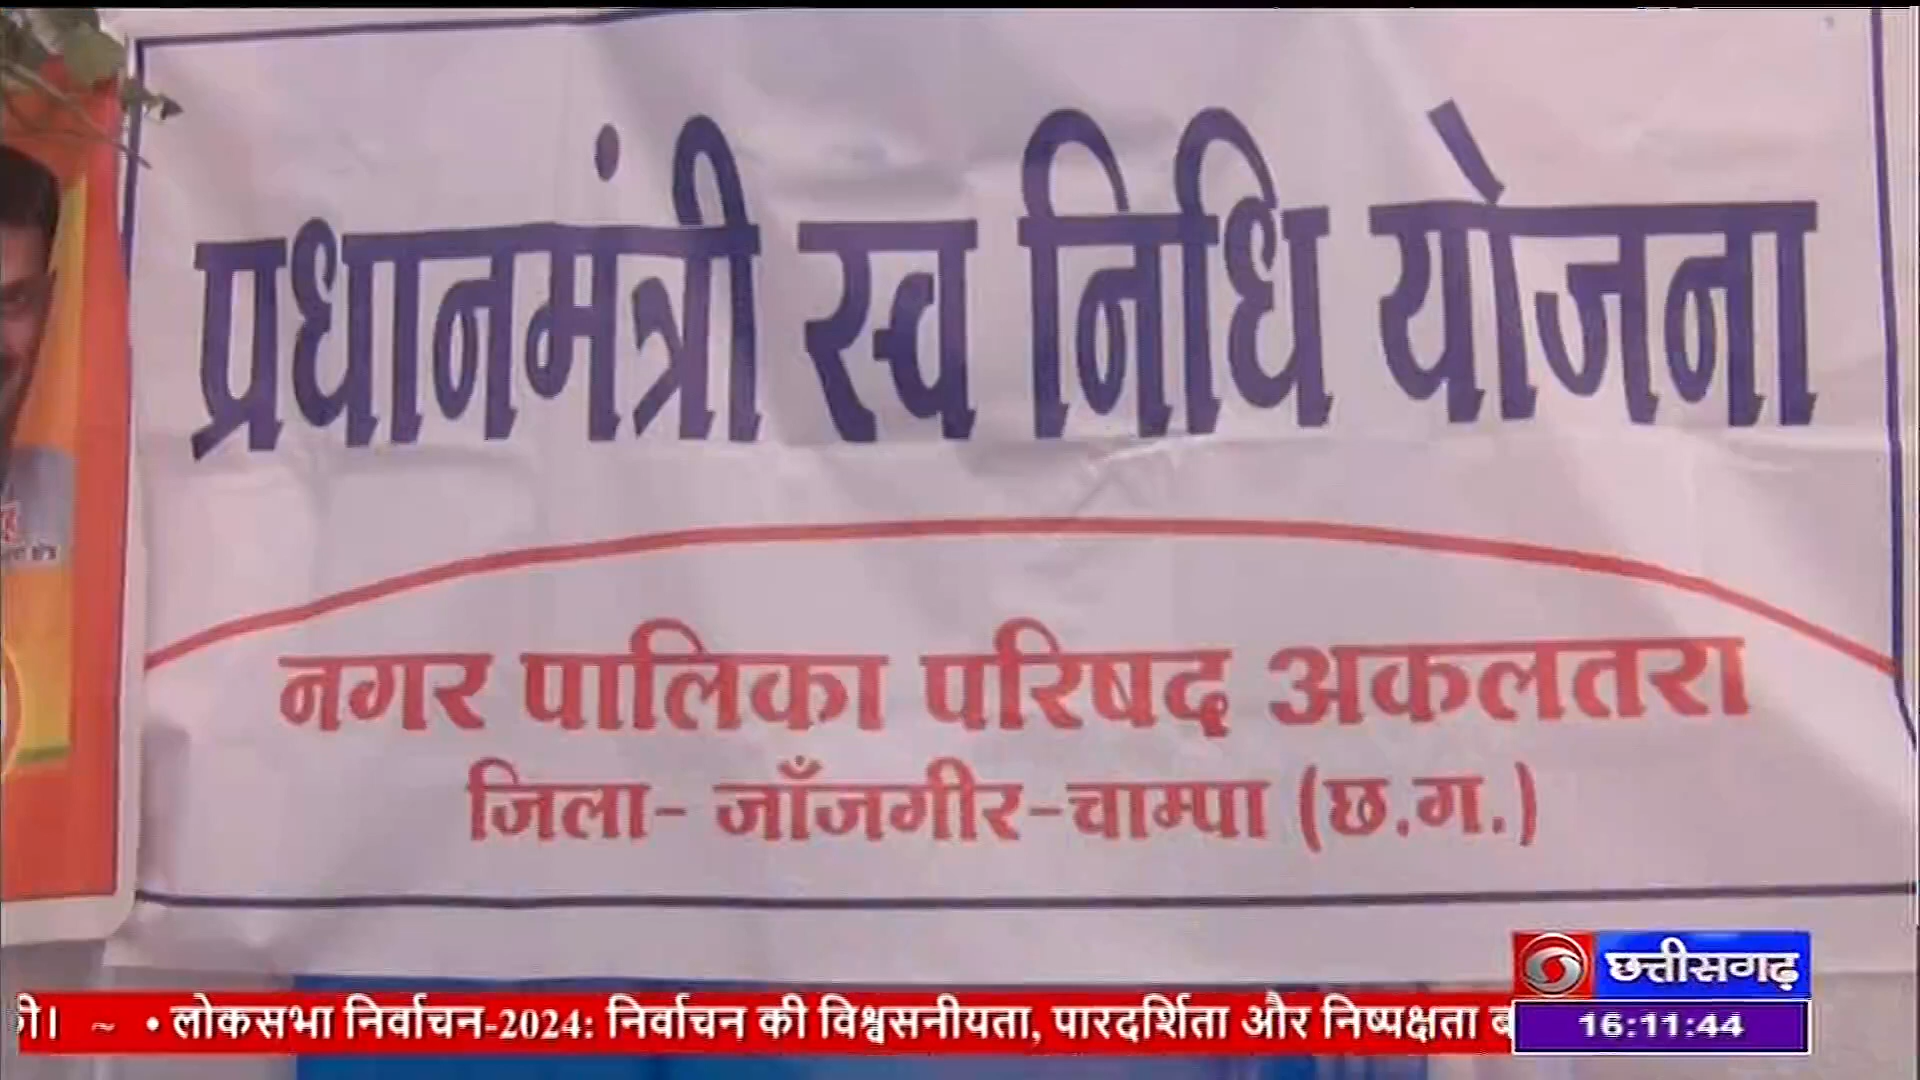 प्रधानमंत्री स्व निधि योजना
नगर पालिका परिषद अकलतरा
जिला- जाँजगीर-चाम्पा (छ.ग.)
छत्तीसगढ़
~ • लोकसभा निर्वाचन-2024: निर्वाचन की विश्वसनीयता, पारदर्शिता और निष्पक्षता
16:11:44